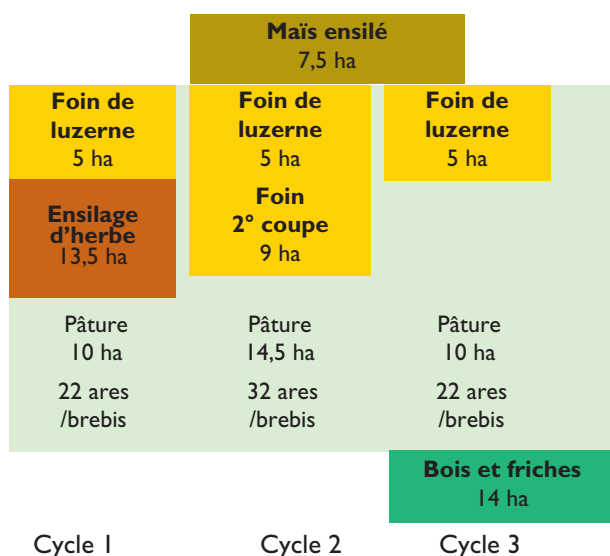 Maïs ensilé
7,5 ha
Foin de
luzerne
5 ha
Foin de
luzerne
5 ha
Foin de
luzerne
5 ha
Ensilage
d’herbe
13,5 ha
Foin
2° coupe
9 ha
Pâture
10 ha
22 ares
/brebis
Pâture
14,5 ha
32 ares
/brebis
Pâture
10 ha
22 ares
/brebis
Bois et friches
14 ha
Cycle 1
Cycle 2
Cycle 3